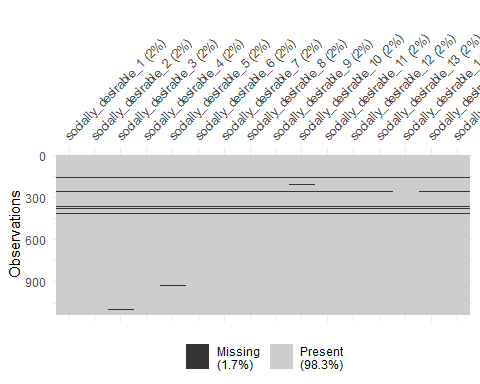 socially_desirable_1 (2%)
socially_desirable_2 (2%)
socially_desirable_3 (2%)
socially_desirable_4 (2%)
socially_desirable_5 (2%)
socially_desirable_6 (2%)
socially_desirable_7 (2%)
socially_desirable_8 (2%)
socially_desirable_9 (2%)
socially_desirable_10 (2%)
socially_desirable_11 (2%)
socially_desirable_12 (2%)
socially_desirable_13 (2%
socially_desirable_1
Observations
0
300
600
900
Missing
(1.7%)
Present
(98.3%)